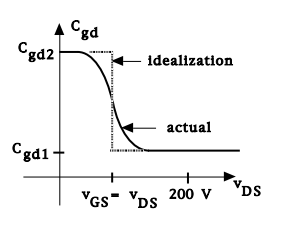 C_gd
C_gd2
idealization
actual
C_gd1
v_GS = v_DS 200 V v_DS